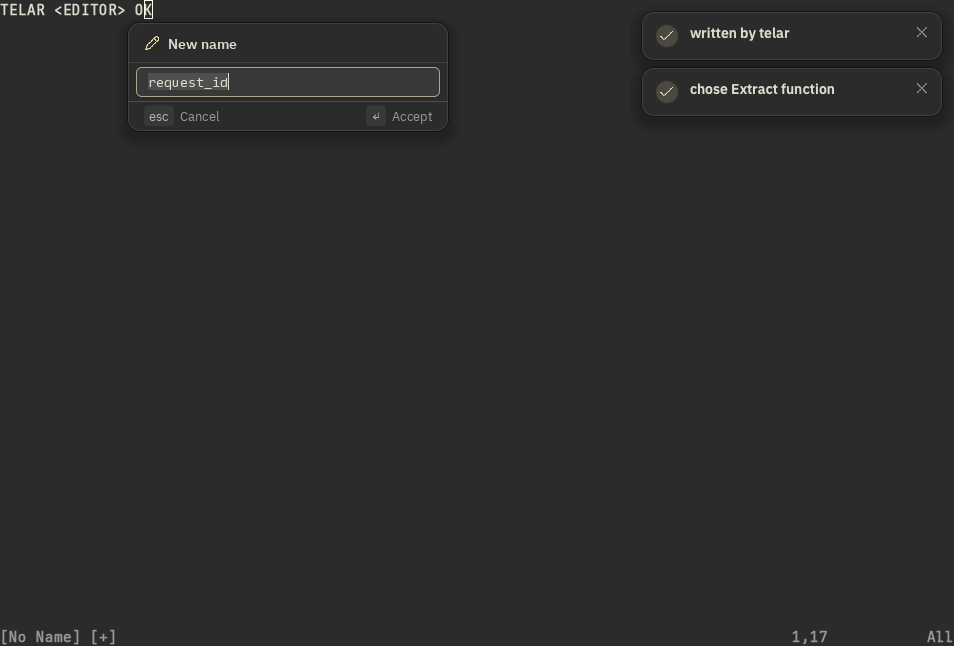 TELAR <EDITOR> OK
New name
request_id
esc Cancel ↵ Accept
written by telar
chose Extract function
[No Name] [+] 1,17 All